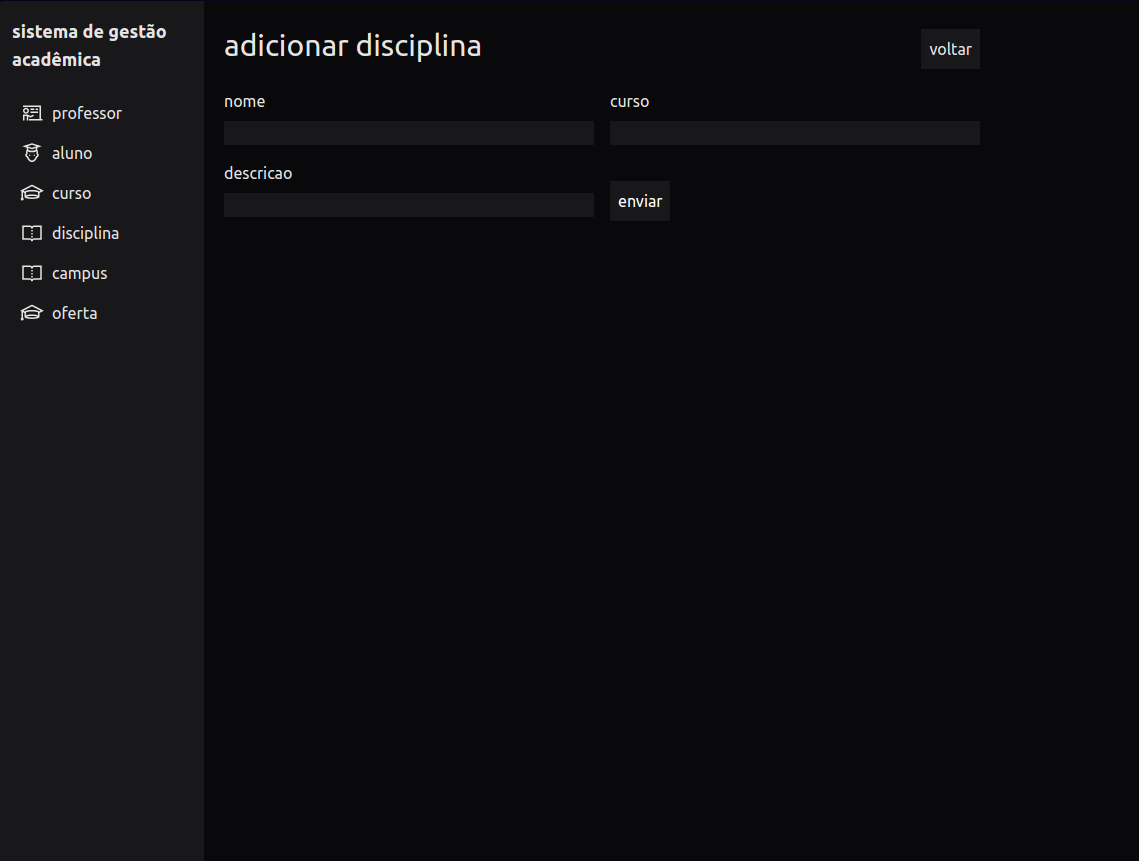 sistema de gestão
acadêmica
professor
aluno
curso
disciplina
campus
oferta
adicionar disciplina
voltar
nome
curso
descricao
enviar